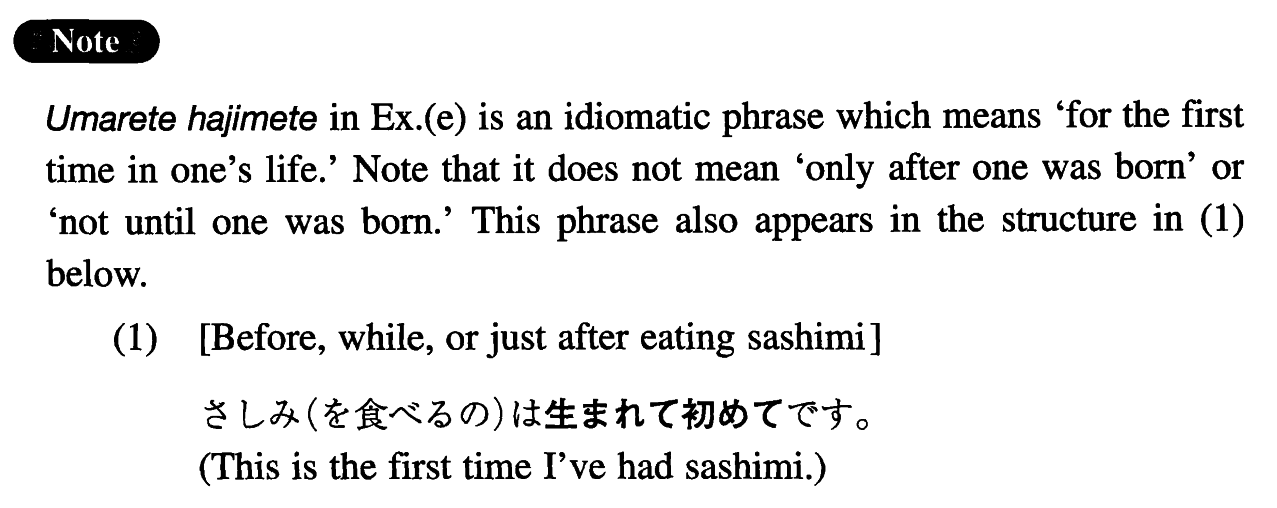 Note
Umarete hajimete in Ex.(e) is an idiomatic phrase which means ‘for the first
time in one’s life.’ Note that it does not mean ‘only after one was born’ or
‘not until one was born.’ This phrase also appears in the structure in (1)
below.
(1) [Before, while, or just after eating sashimi]
さしみ(を食べるの)は生まれて初めてです。
(This is the first time I’ve had sashimi.)